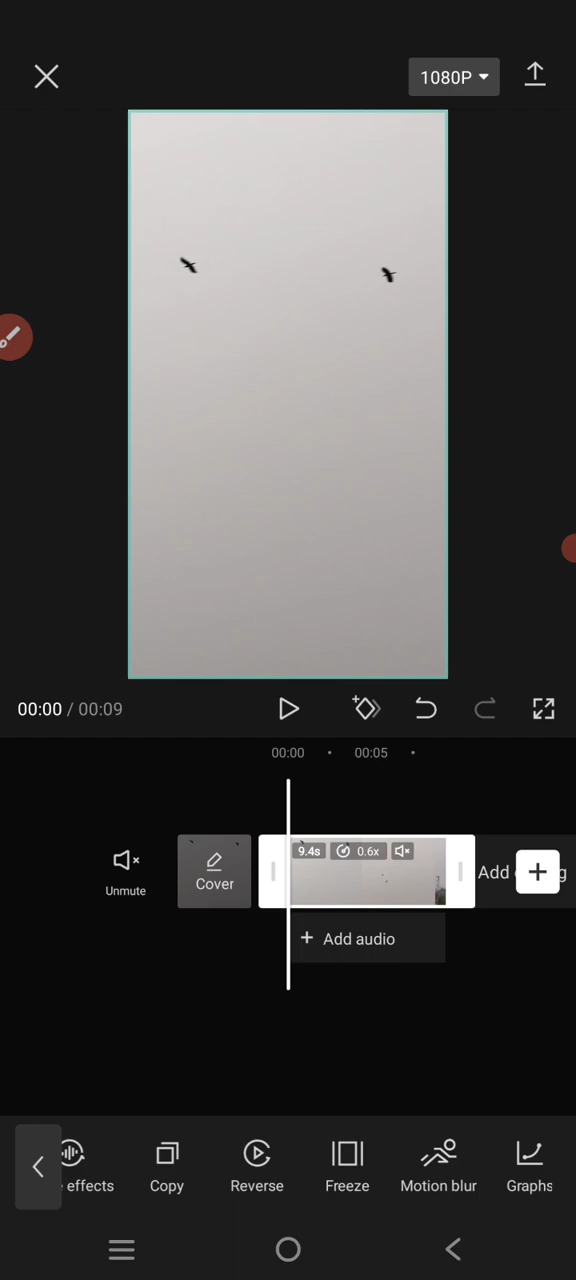 1080P
00:00 / 00:09
00:00 00:05
9.4s 0.6x
Unmute
Cover
Add
g
+ Add audio
effects Copy Reverse Freeze Motion blur Graphs